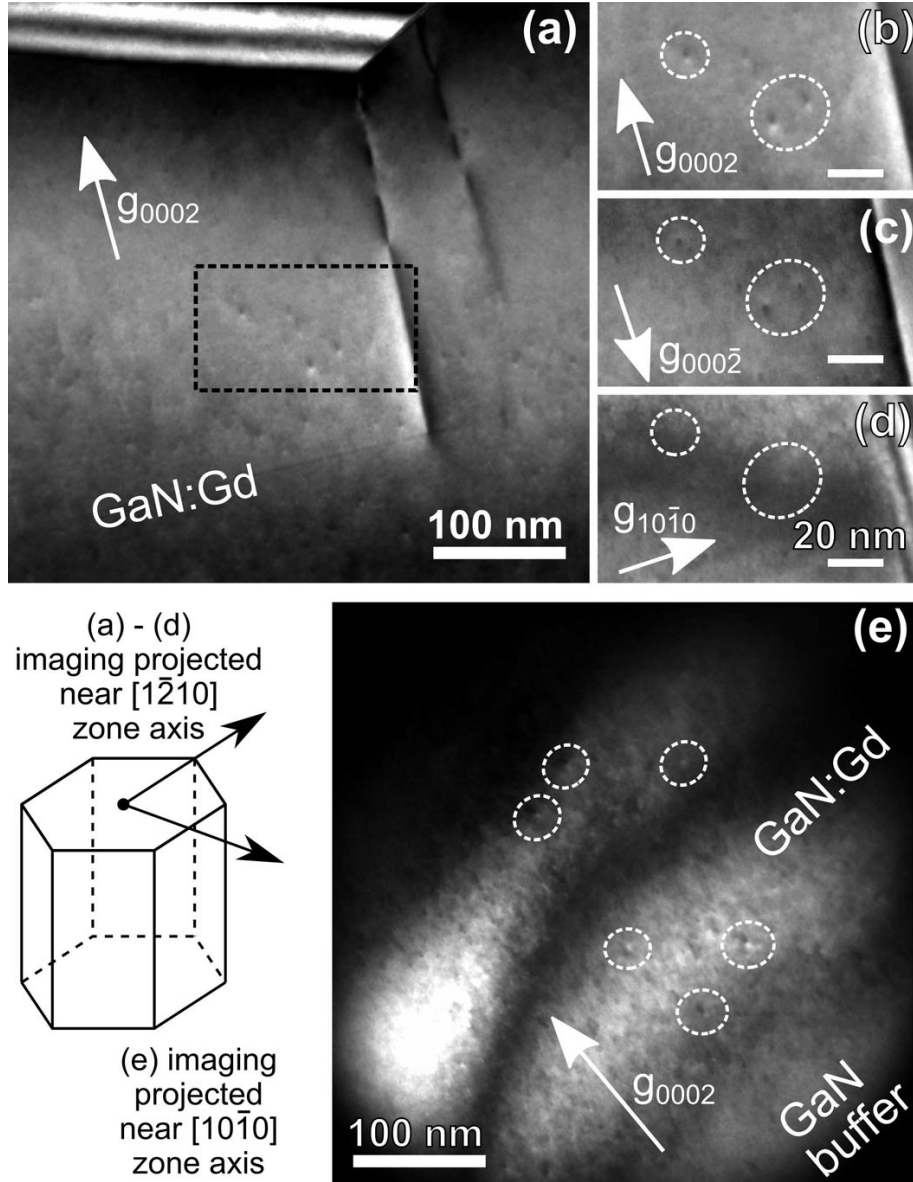 (a)
g₀₀₀₂
GaN:Gd
100 nm
(b)
g₀₀₀₂
(c)
g₀₀₀₂̄
(d)
g₁₀₁̄₀
20 nm
(a) - (d)
imaging projected
near [12̄10]
zone axis
(e) imaging
projected
near [101̄0]
zone axis
(e)
GaN:Gd
g₀₀₀₂
100 nm
GaN
buffer